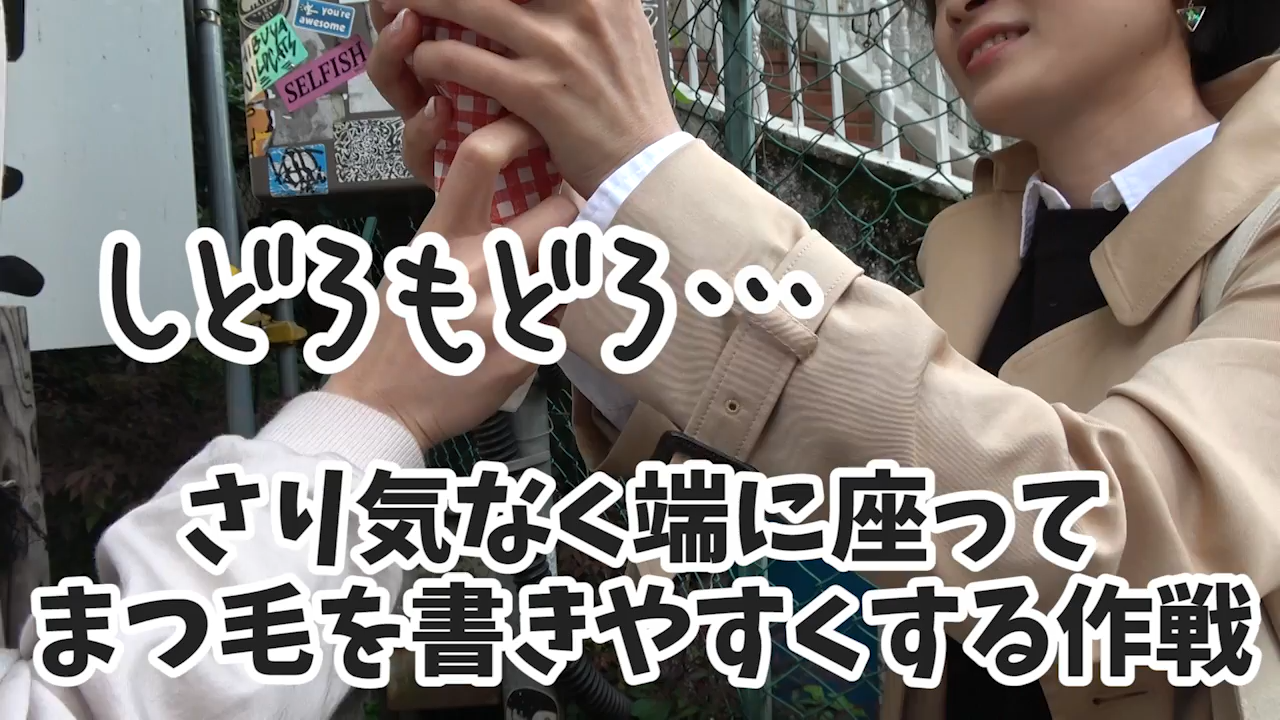 you're
awesome
SELFISH
しどろもどろ…
さり気なく端に座って
まつ毛を書きやすくする作戦